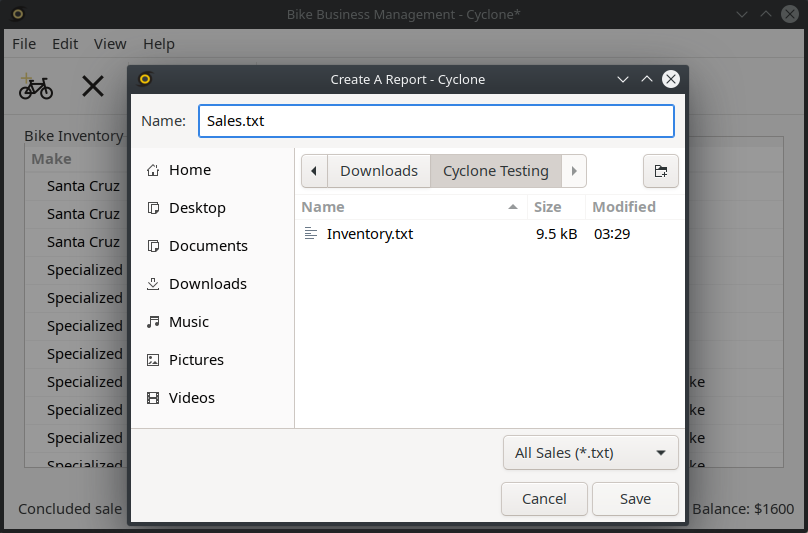 Bike Business Management - Cyclone*
File Edit View Help
Create A Report - Cyclone
Name: Sales.txt
Bike Inventory
Make
Santa Cruz
Santa Cruz
Santa Cruz
Specialized
Specialized
Specialized
Specialized
Specialized
Specialized
Specialized
Specialized
Home
Desktop
Documents
Downloads
Music
Pictures
Videos
Downloads Cyclone Testing
Name Size Modified
Inventory.txt 9.5 kB 03:29
ke
ke
ke
ke
All Sales (*.txt)
Cancel Save
Concluded sale
Balance: $1600